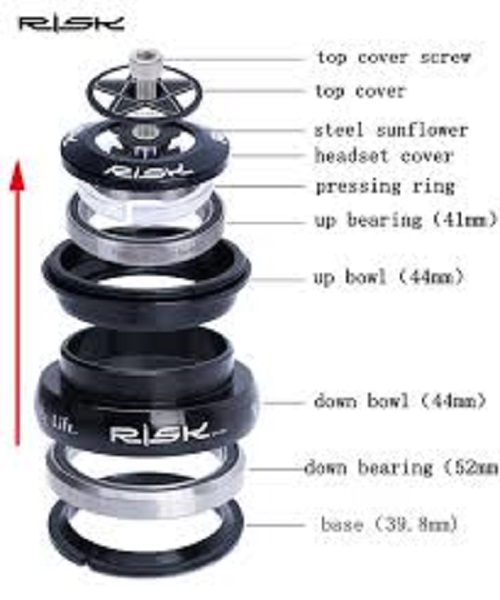 RISK
top cover screw
top cover
steel sunflower
headset cover
RISK
pressing ring
up bearing (41mm)
up bowl (44mm)
down bowl (44mm)
Life.
RISK
down bearing (52mm
base (39.8mm)